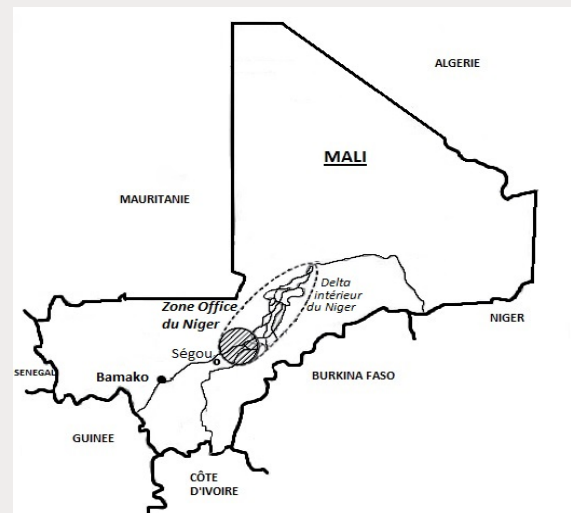 ALGERIE
MALI
MAURITANIE
Zone Office
du Niger
Delta
intérieur
du Niger
NIGER
Ségou
SENEGAL
Bamako
BURKINA FASO
GUINEE
CÔTE
D'IVOIRE